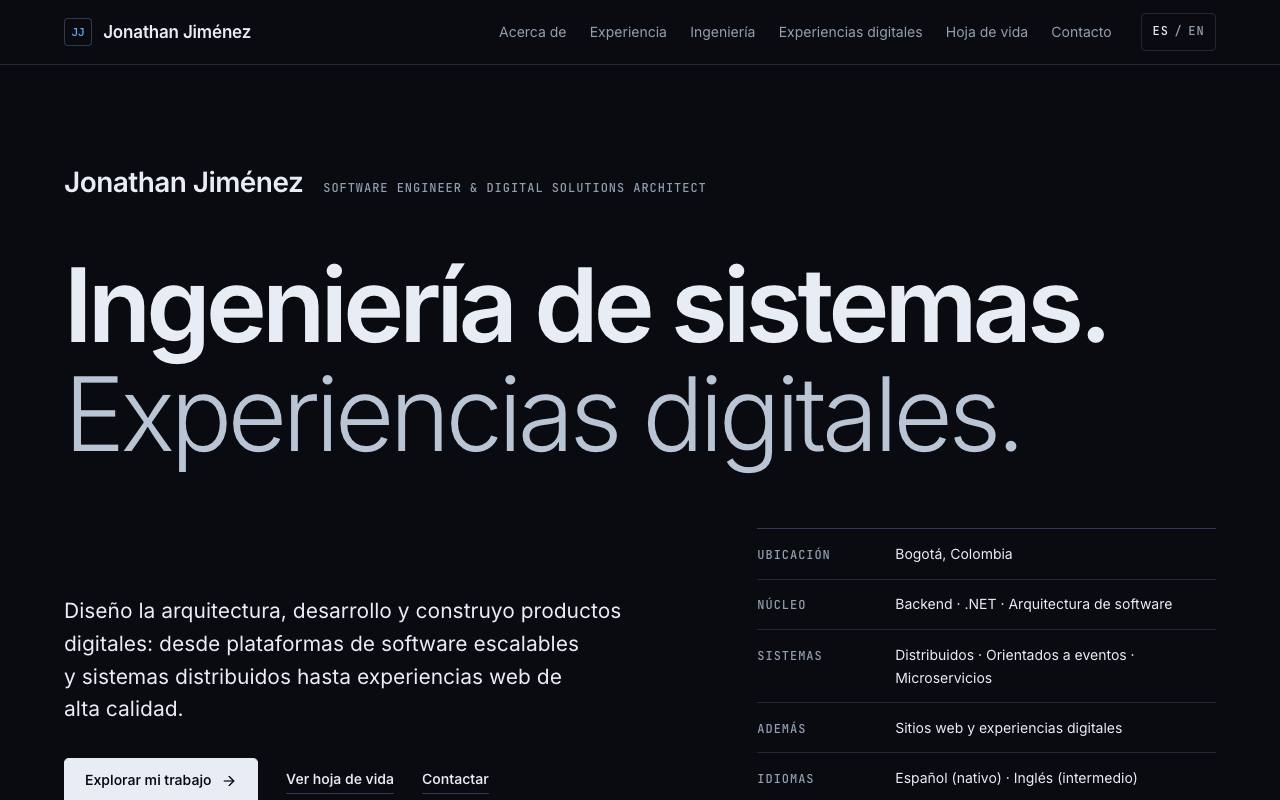 JJ Jonathan Jiménez Acerca de Experiencia Ingeniería Experiencias digitales Hoja de vida Contacto ES / EN
Jonathan Jiménez SOFTWARE ENGINEER & DIGITAL SOLUTIONS ARCHITECT
Ingeniería de sistemas.
Experiencias digitales.
Diseño la arquitectura, desarrollo y construyo productos
digitales: desde plataformas de software escalables
y sistemas distribuidos hasta experiencias web de
alta calidad.
Explorar mi trabajo → Ver hoja de vida Contactar
UBICACIÓN Bogotá, Colombia
NÚCLEO Backend · .NET · Arquitectura de software
SISTEMAS Distribuidos · Orientados a eventos ·
Microservicios
ADEMÁS Sitios web y experiencias digitales
IDIOMAS Español (nativo) · Inglés (intermedio)